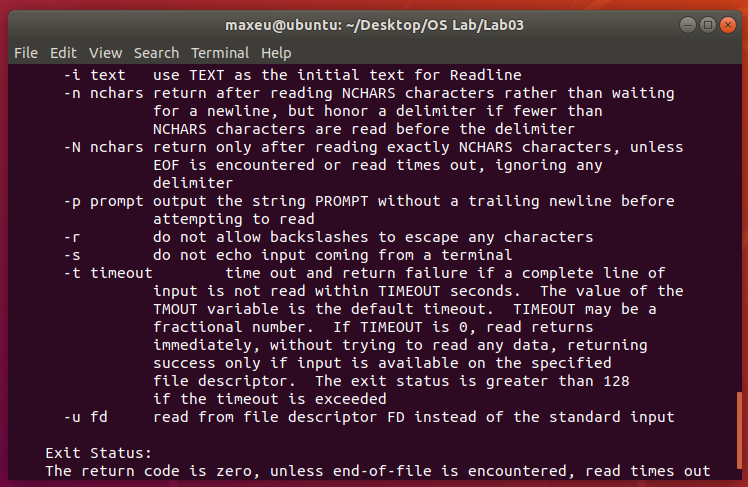 maxeu@ubuntu: ~/Desktop/OS Lab/Lab03
File Edit View Search Terminal Help
-i text   use TEXT as the initial text for Readline
-n nchars return after reading NCHARS characters rather than waiting
for a newline, but honor a delimiter if fewer than
NCHARS characters are read before the delimiter
-N nchars return only after reading exactly NCHARS characters, unless
EOF is encountered or read times out, ignoring any
delimiter
-p prompt output the string PROMPT without a trailing newline before
attempting to read
-r        do not allow backslashes to escape any characters
-s        do not echo input coming from a terminal
-t timeout        time out and return failure if a complete line of
input is not read within TIMEOUT seconds.  The value of the
TMOUT variable is the default timeout.  TIMEOUT may be a
fractional number.  If TIMEOUT is 0, read returns
immediately, without trying to read any data, returning
success only if input is available on the specified
file descriptor.  The exit status is greater than 128
if the timeout is exceeded
-u fd     read from file descriptor FD instead of the standard input
Exit Status:
The return code is zero, unless end-of-file is encountered, read times out